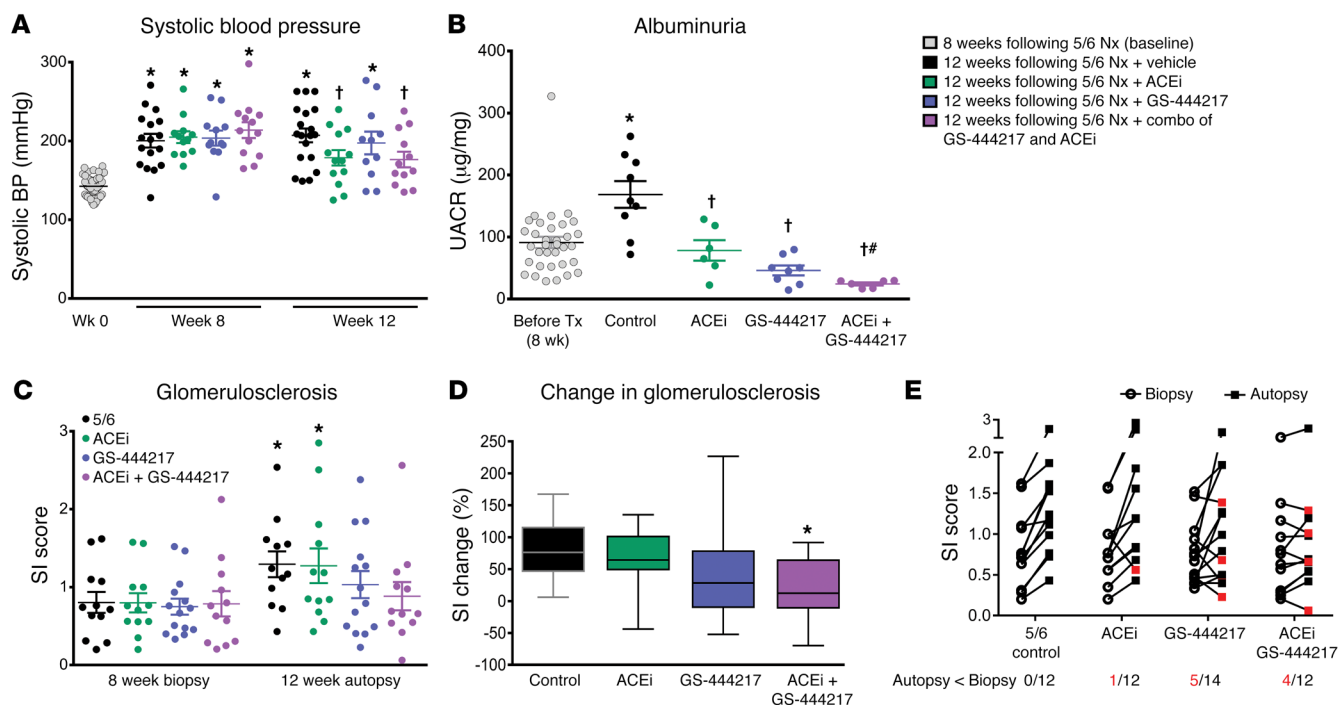 A
Systolic blood pressure
Systolic BP (mmHg)
300
200
100
0
* * * * * † * †
Wk 0 Week 8 Week 12
B
Albuminuria
UACR (µg/mg)
400
300
200
100
0
* † † †#
Before Tx (8 wk)
Control
ACEi
GS-444217
ACEi + GS-444217
8 weeks following 5/6 Nx (baseline)
12 weeks following 5/6 Nx + vehicle
12 weeks following 5/6 Nx + ACEi
12 weeks following 5/6 Nx + GS-444217
12 weeks following 5/6 Nx + combo of
GS-444217 and ACEi
C
Glomerulosclerosis
5/6
ACEi
GS-444217
ACEi + GS-444217
SI score
3
2
1
0
* *
8 week biopsy 12 week autopsy
D
Change in glomerulosclerosis
SI change (%)
250
200
150
100
50
0
-50
-100
*
Control
ACEi
GS-444217
ACEi +
GS-444217
E
Biopsy Autopsy
SI score
3
2.0
1.5
1.0
0.5
0.0
5/6
control
ACEi
GS-444217
ACEi
GS-444217
Autopsy < Biopsy 0/12 1/12 5/14 4/12